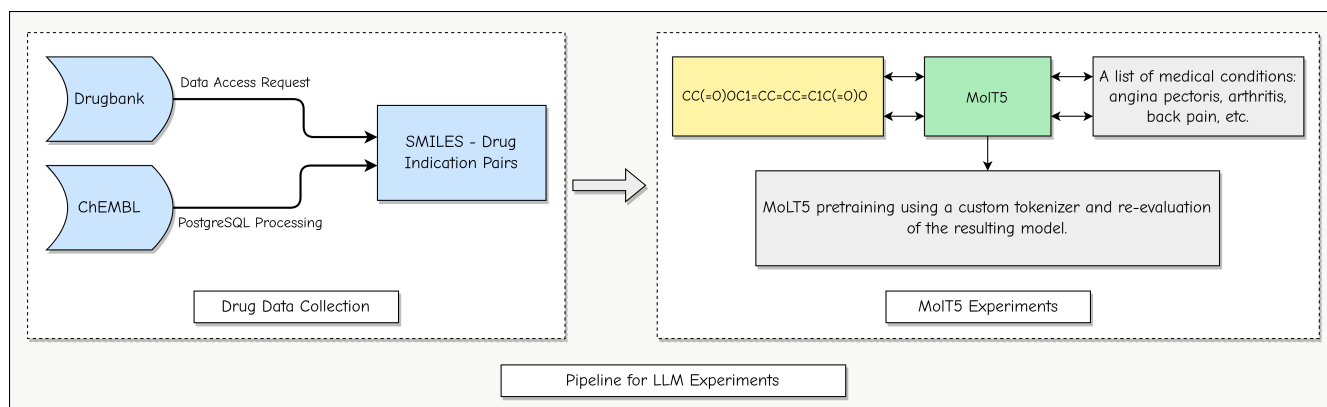 Drugbank
Data Access Request
ChEMBL
PostgreSQL Processing
SMILES - Drug
Indication Pairs
Drug Data Collection
CC(=O)OC1=CC=CC=C1C(=O)O
MolT5
A list of medical conditions:
angina pectoris, arthritis,
back pain, etc.
MoLT5 pretraining using a custom tokenizer and re-evaluation
of the resulting model.
MolT5 Experiments
Pipeline for LLM Experiments